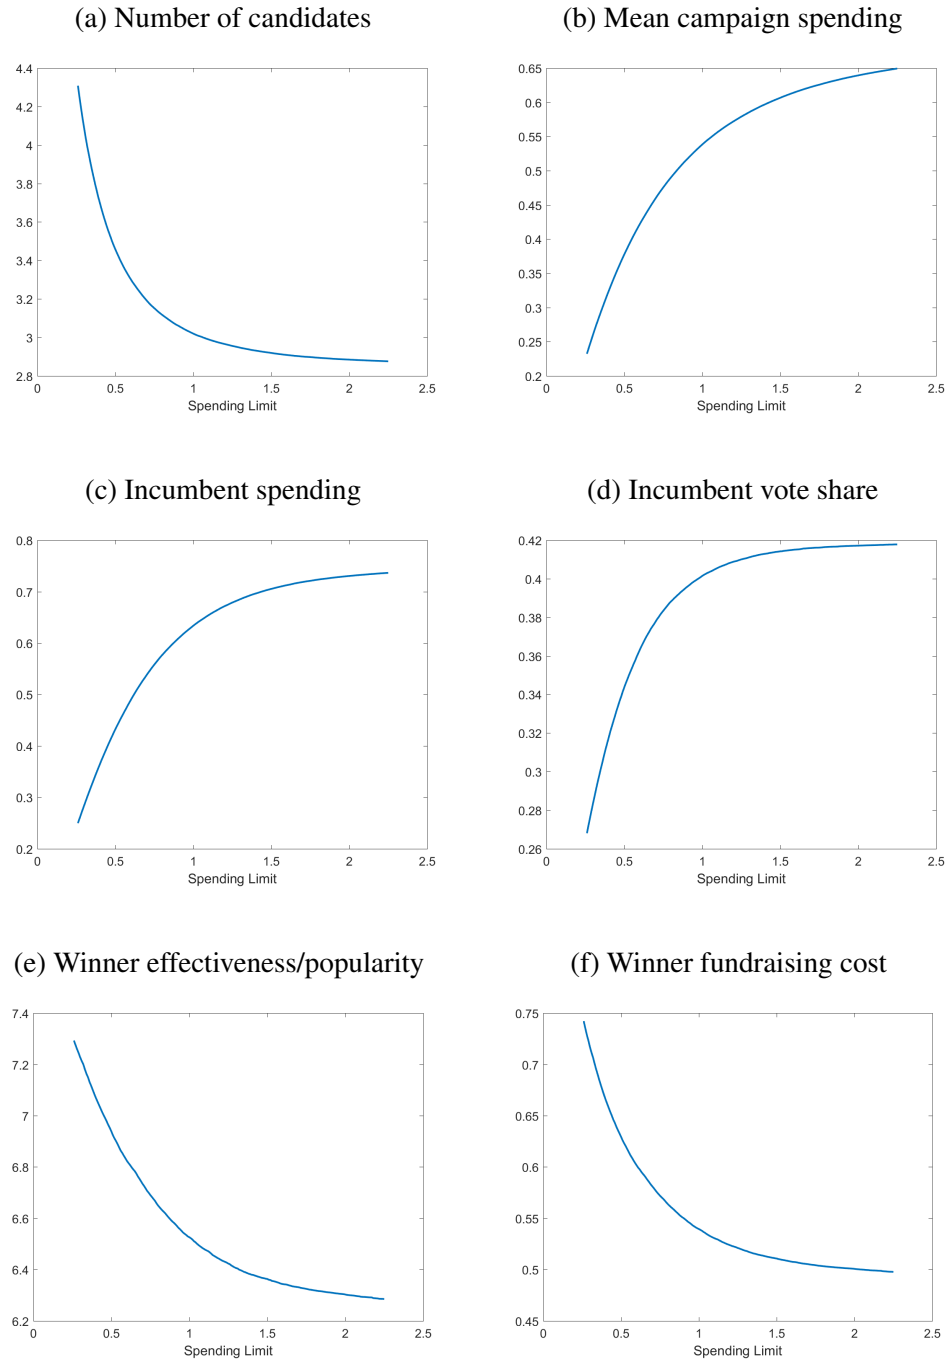 (a) Number of candidates
4.4
4.2
4
3.8
3.6
3.4
3.2
3
2.8
0 0.5 1 1.5 2 2.5
Spending Limit
(b) Mean campaign spending
0.65
0.6
0.55
0.5
0.45
0.4
0.35
0.3
0.25
0.2
0 0.5 1 1.5 2 2.5
Spending Limit
(c) Incumbent spending
0.8
0.7
0.6
0.5
0.4
0.3
0.2
0 0.5 1 1.5 2 2.5
Spending Limit
(d) Incumbent vote share
0.42
0.4
0.38
0.36
0.34
0.32
0.3
0.28
0.26
0 0.5 1 1.5 2 2.5
Spending Limit
(e) Winner effectiveness/popularity
7.4
7.2
7
6.8
6.6
6.4
6.2
0 0.5 1 1.5 2 2.5
Spending Limit
(f) Winner fundraising cost
0.75
0.7
0.65
0.6
0.55
0.5
0.45
0 0.5 1 1.5 2 2.5
Spending Limit